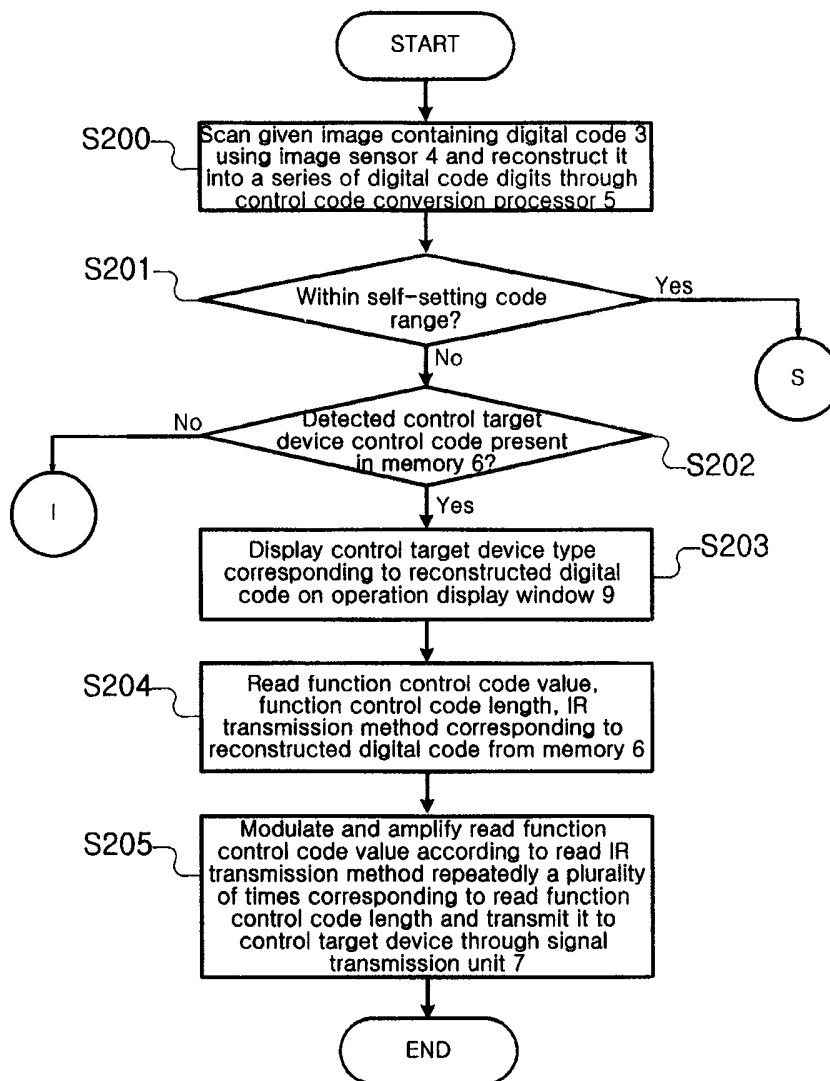 START
S200
Scan given image containing digital code 3
using image sensor 4 and reconstruct it
into a series of digital code digits through
control code conversion processor 5
S201
Within self-setting code
range?
Yes
S
No
Detected control target
device control code present
in memory 6?
No
S202
I
Yes
Display control target device type
corresponding to reconstructed digital
code on operation display window 9
S203
S204
Read function control code value,
function control code length, IR
transmission method corresponding to
reconstructed digital code from memory 6
S205
Modulate and amplify read function
control code value according to read IR
transmission method repeatedly a plurality
of times corresponding to read function
control code length and transmit it to
control target device through signal
transmission unit 7
END